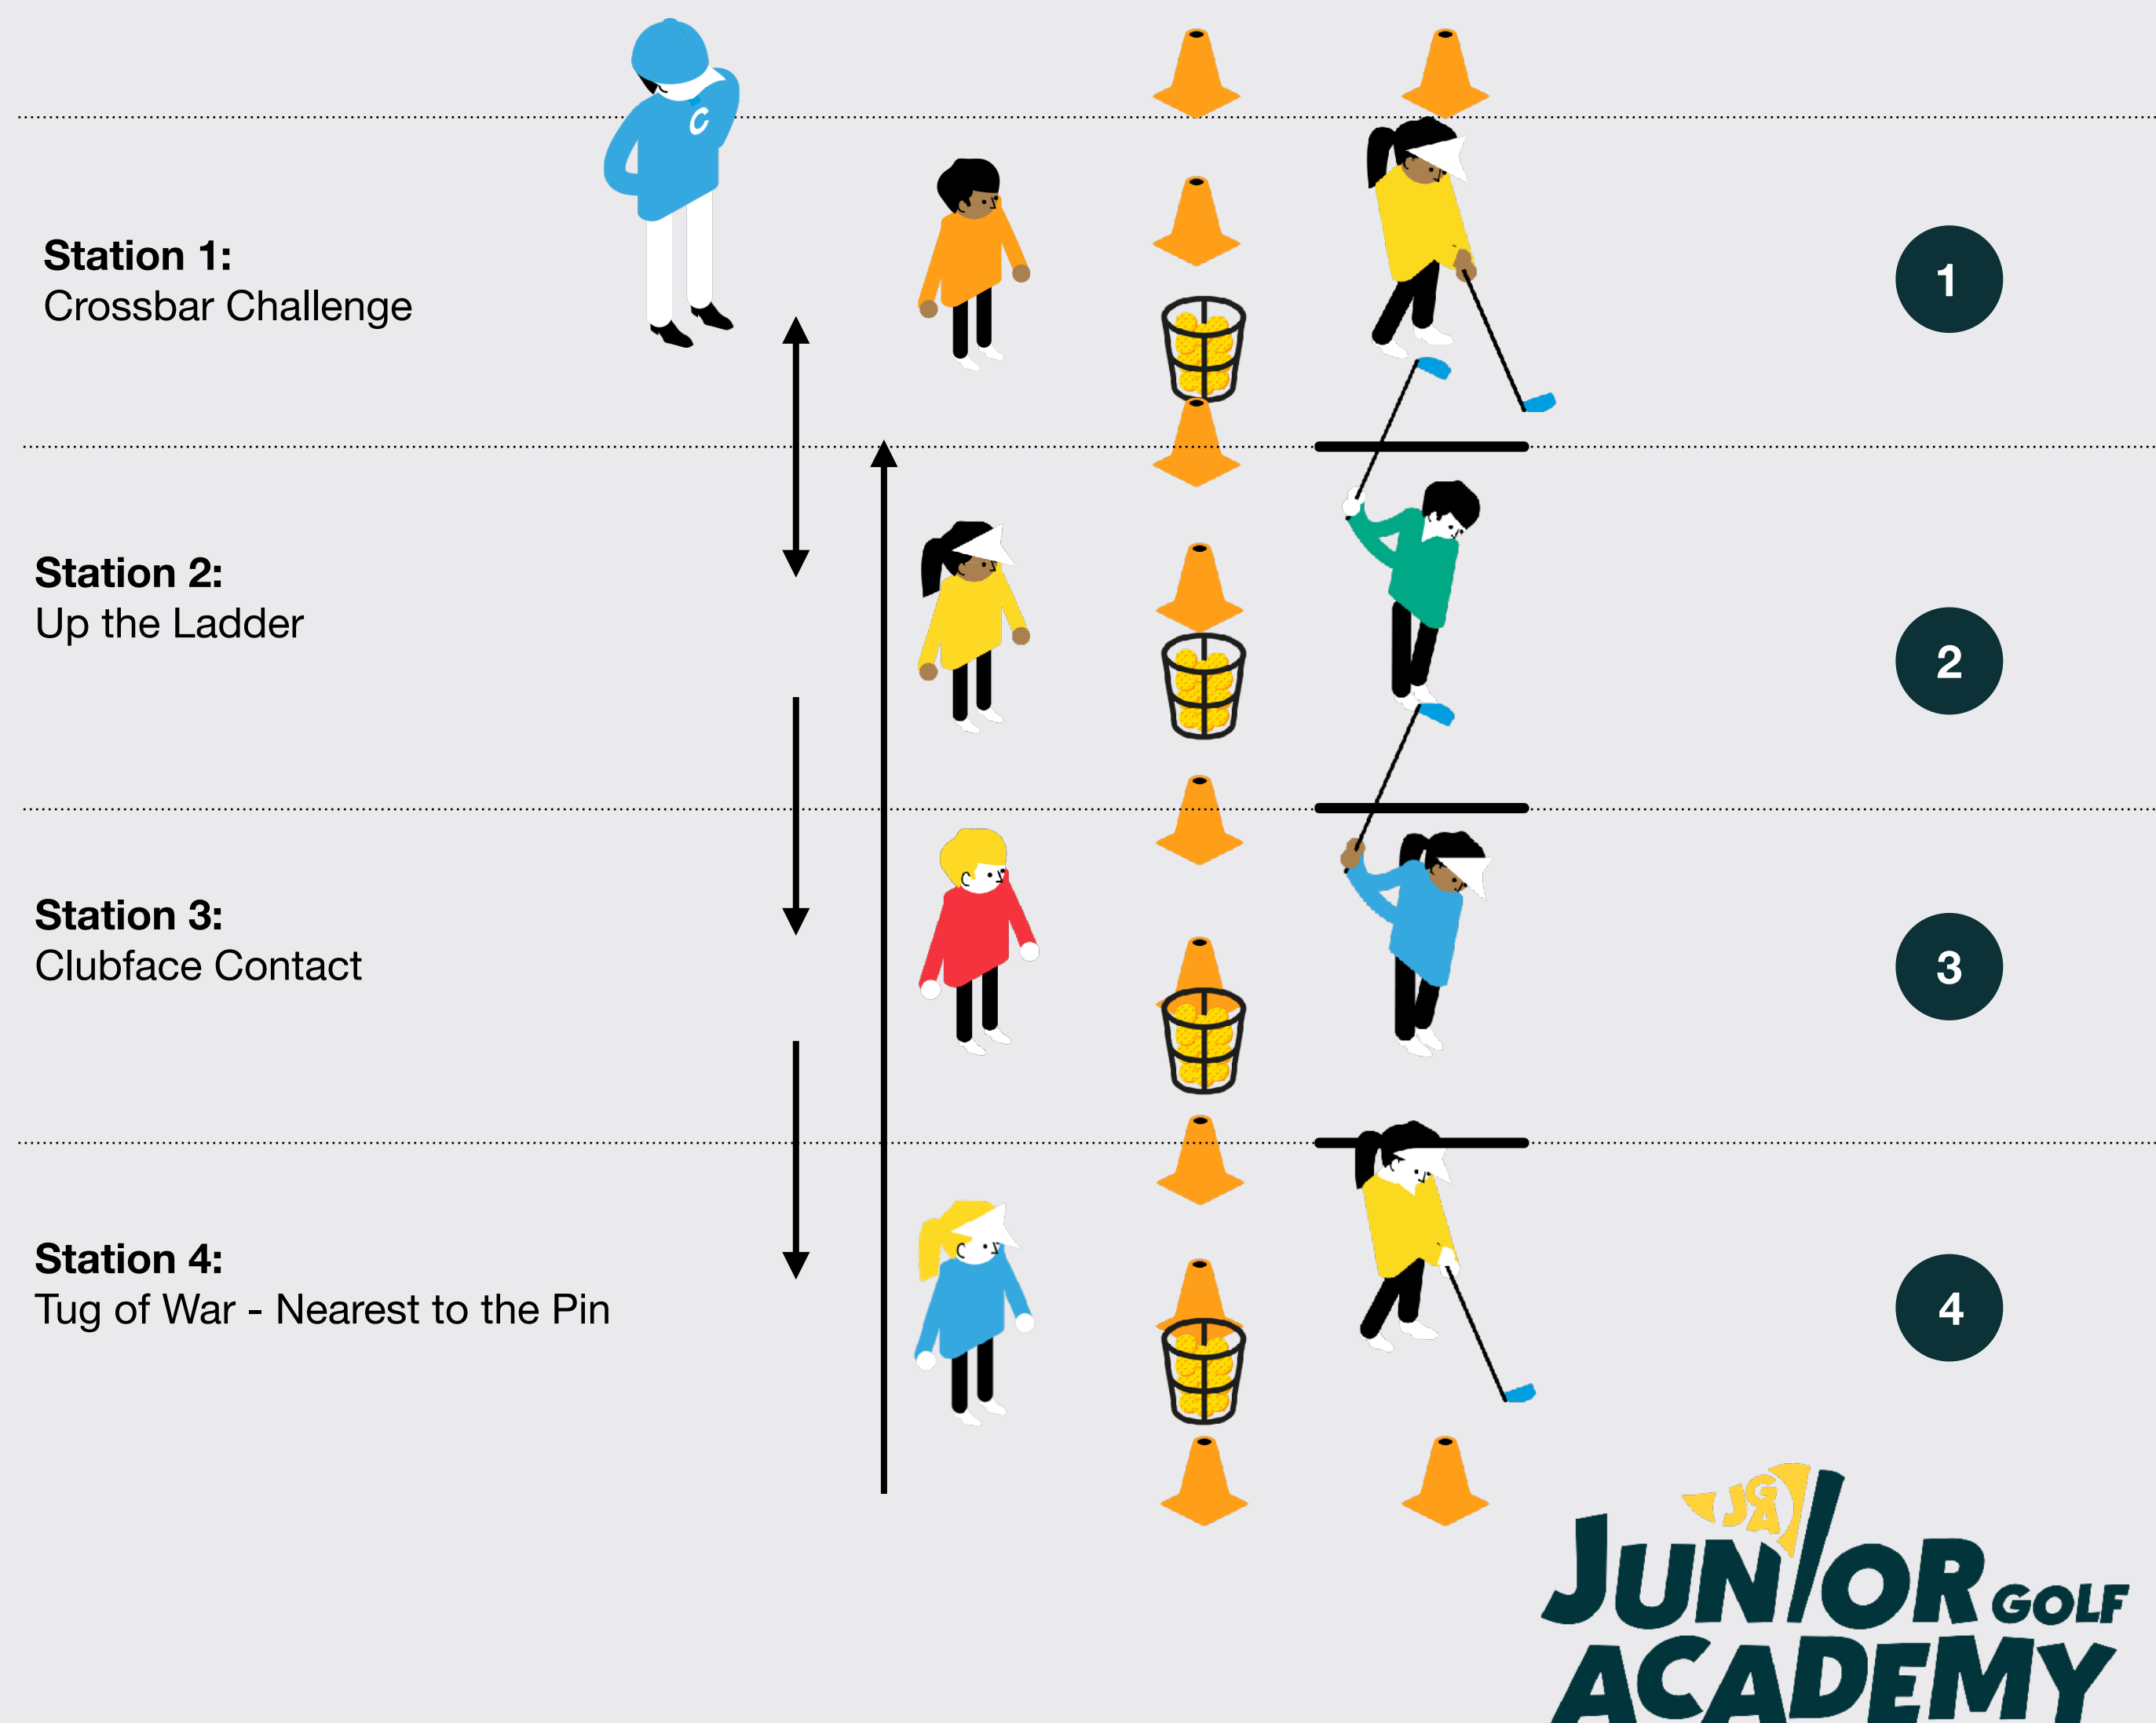 C
Station 1:
Crossbar Challenge
1
Station 2:
Up the Ladder
2
Station 3:
Clubface Contact
3
Station 4:
Tug of War - Nearest to the Pin
4
JGA
JUNIOR GOLF
ACADEMY